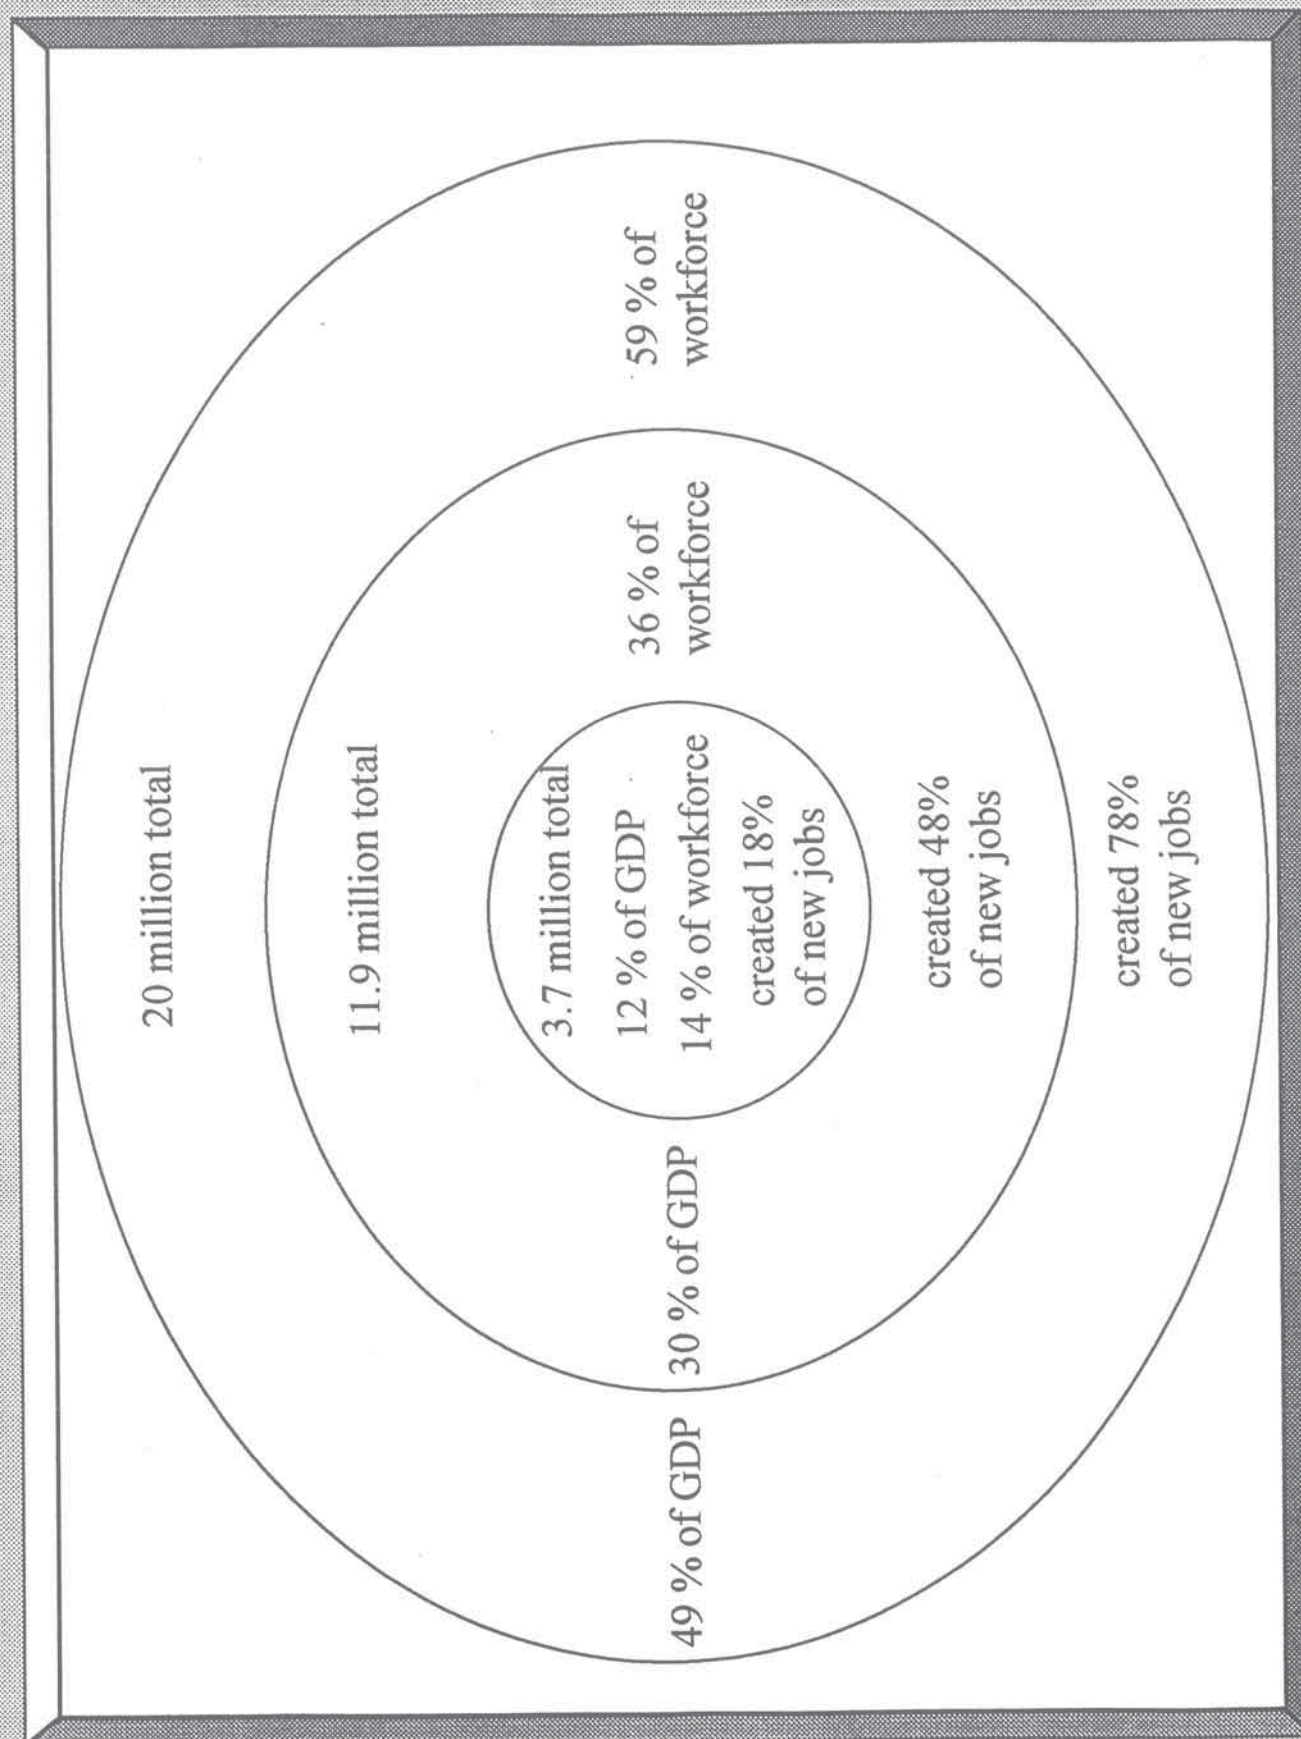 20 million total
11.9 million total
3.7 million total
12 % of GDP
14 % of workforce
created 18%
of new jobs
49 % of GDP
30 % of GDP
36 % of
workforce
59 % of
workforce
created 48%
of new jobs
created 78%
of new jobs